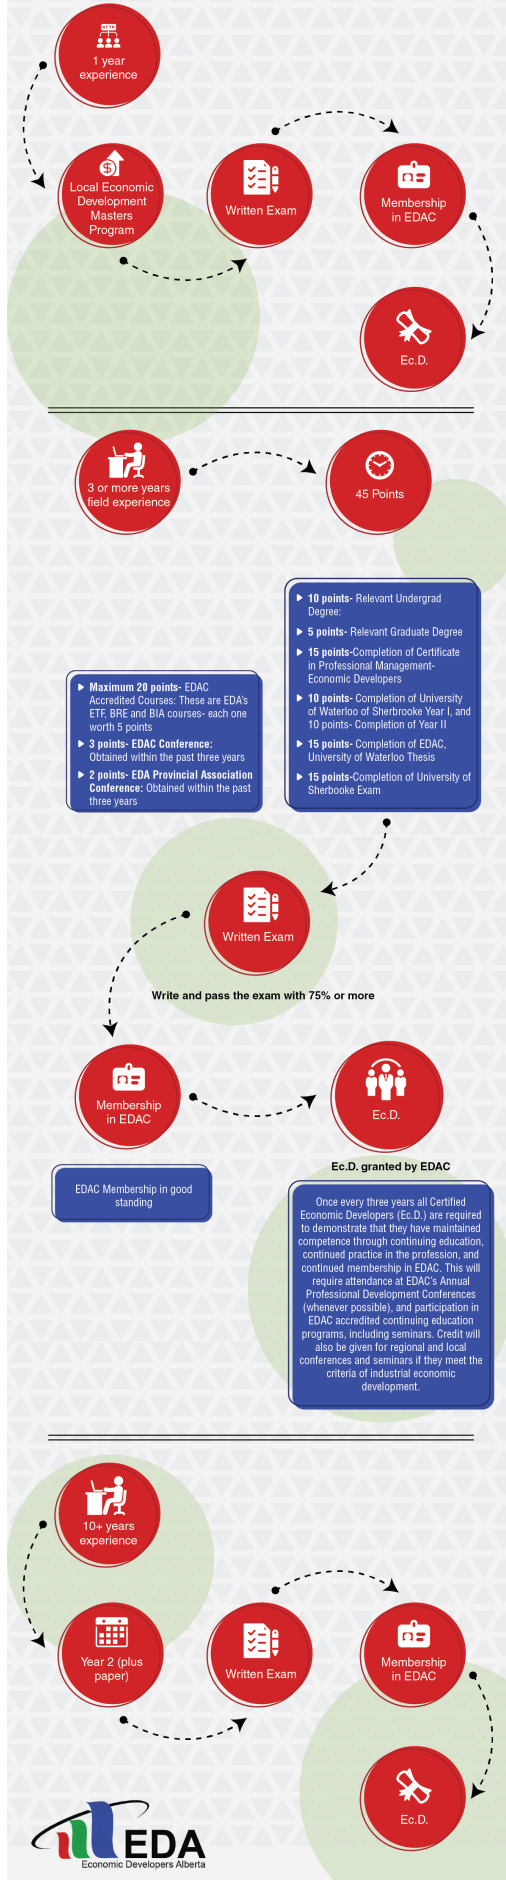 1 year
experience
Local Economic
Development
Masters
Program
Written Exam
Membership
in EDAC
Ec.D.
3 or more years
field experience
45 Points
10 points- Relevant Undergrad
Degree:
5 points- Relevant Graduate Degree
15 points-Completion of Certificate
in Professional Management-
Economic Developers
10 points- Completion of University
of Waterloo of Sherbrooke Year I, and
10 points- Completion of Year II
15 points- Completion of EDAC,
University of Waterloo Thesis
15 points-Completion of University of
Sherbooke Exam
Maximum 20 points- EDAC
Accredited Courses: These are EDA's
ETF, BRE and BIA courses- each one
worth 5 points
3 points- EDAC Conference:
Obtained within the past three years
2 points- EDA Provincial Association
Conference: Obtained within the past
three years
Written Exam
Write and pass the exam with 75% or more
Membership
in EDAC
EDAC Membership in good
standing
Ec.D.
Ec.D. granted by EDAC
Once every three years all Certified
Economic Developers (Ec.D.) are required
to demonstrate that they have maintained
competence through continuing education,
continued practice in the profession, and
continued membership in EDAC. This will
require attendance at EDAC's Annual
Professional Development Conferences
(whenever possible), and participation in
EDAC accredited continuing education
programs, including seminars. Credit will
also be given for regional and local
conferences and seminars if they meet the
criteria of industrial economic
development.
10+ years
experience
Year 2 (plus
paper)
Written Exam
Membership
in EDAC
Ec.D.
EDA
Economic Developers Alberta